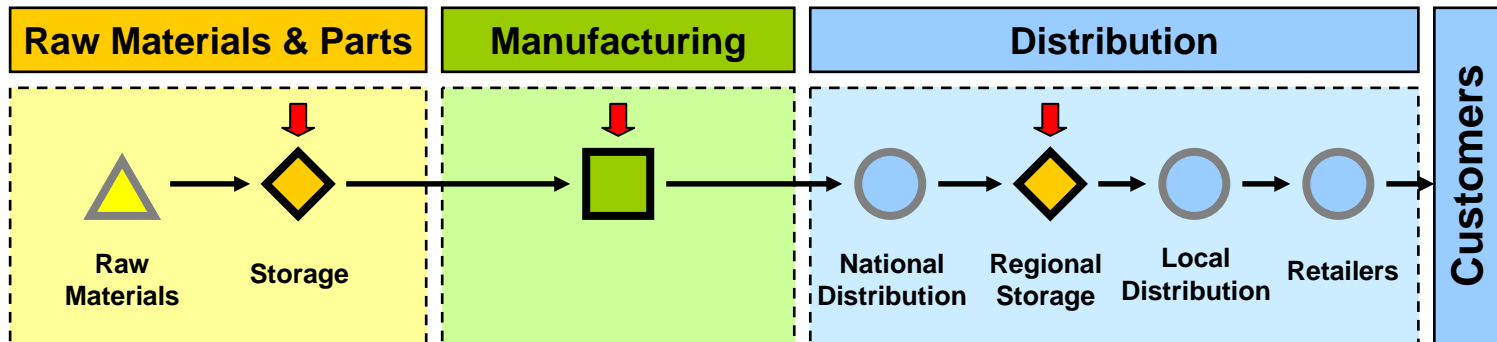 Raw Materials & Parts
Manufacturing
Distribution
Customers
Raw
Materials
Storage
National
Distribution
Regional
Storage
Local
Distribution
Retailers